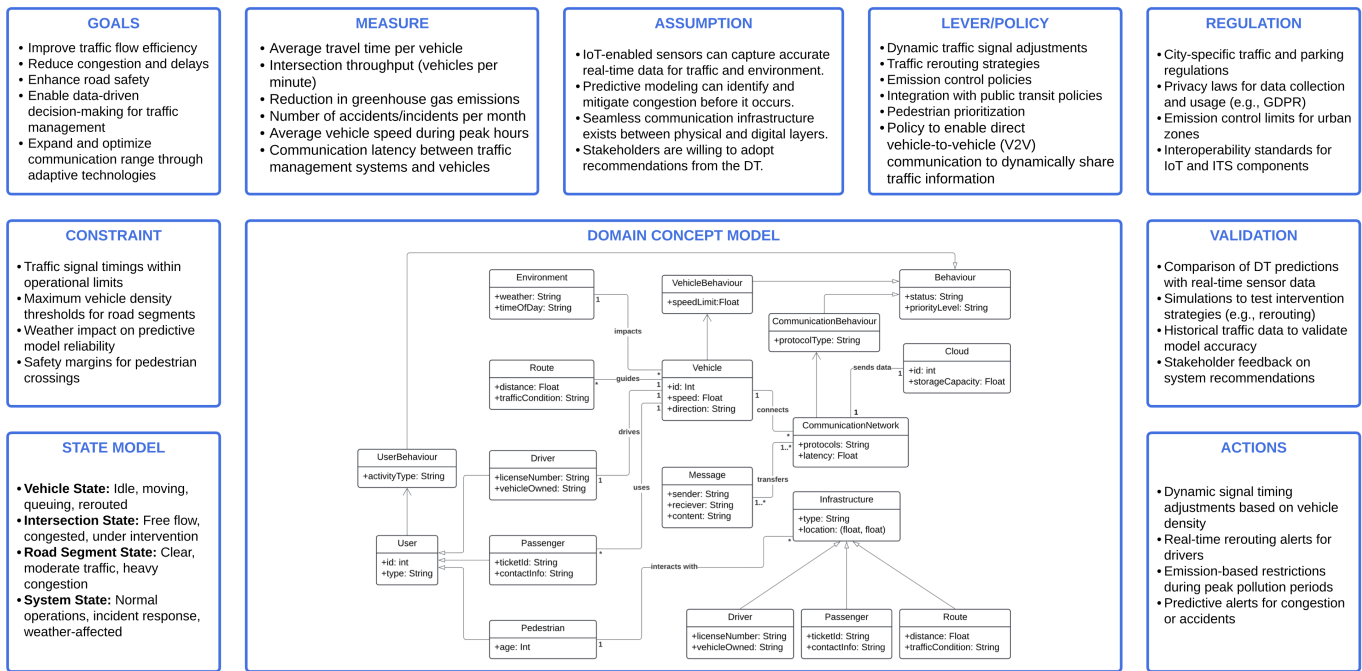 GOALS
• Improve traffic flow efficiency
• Reduce congestion and delays
• Enhance road safety
• Enable data-driven
decision-making for traffic
management
• Expand and optimize
communication range through
adaptive technologies
MEASURE
• Average travel time per vehicle
• Intersection throughput (vehicles per
minute)
• Reduction in greenhouse gas emissions
• Number of accidents/incidents per month
• Average vehicle speed during peak hours
• Communication latency between traffic
management systems and vehicles
ASSUMPTION
• IoT-enabled sensors can capture accurate
real-time data for traffic and environment.
• Predictive modeling can identify and
mitigate congestion before it occurs.
• Seamless communication infrastructure
exists between physical and digital layers.
• Stakeholders are willing to adopt
recommendations from the DT.
LEVER/POLICY
• Dynamic traffic signal adjustments
• Traffic rerouting strategies
• Emission control policies
• Integration with public transit policies
• Pedestrian prioritization
• Policy to enable direct
vehicle-to-vehicle (V2V)
communication to dynamically share
traffic information
REGULATION
• City-specific traffic and parking
regulations
• Privacy laws for data collection
and usage (e.g., GDPR)
• Emission control limits for urban
zones
• Interoperability standards for
IoT and ITS components
CONSTRAINT
• Traffic signal timings within
operational limits
• Maximum vehicle density
thresholds for road segments
• Weather impact on predictive
model reliability
• Safety margins for pedestrian
crossings
STATE MODEL
• Vehicle State: Idle, moving,
queuing, rerouted
• Intersection State: Free flow,
congested, under intervention
• Road Segment State: Clear,
moderate traffic, heavy
congestion
• System State: Normal
operations, incident response,
weather-affected
DOMAIN CONCEPT MODEL
Environment
+weather: String
+timeOfDay: String
1
impacts
VehicleBehaviour
+speedLimit:Float
Behaviour
+status: String
+priorityLevel: String
CommunicationBehaviour
+protocolType: String
Cloud
+id: int
+storageCapacity: Float
sends data
1
1
Route
+distance: Float
+trafficCondition: String
*
guides
Vehicle
+id: Int
+speed: Float
+direction: String
*
1
1
1
1
connects
*
CommunicationNetwork
+protocols: String
+latency: Float
1..*
drives
UserBehaviour
+activityType: String
Driver
+licenseNumber: String
+vehicleOwned: String
1
uses
Message
+sender: String
+reciever: String
+content: String
transfers
1..*
Infrastructure
+type: String
+location: (float, float)
*
User
+id: int
+type: String
Passenger
+ticketId: String
+contactInfo: String
*
interacts with
Pedestrian
+age: Int
1
Driver
+licenseNumber: String
+vehicleOwned: String
Passenger
+ticketId: String
+contactInfo: String
Route
+distance: Float
+trafficCondition: String
VALIDATION
• Comparison of DT predictions
with real-time sensor data
• Simulations to test intervention
strategies (e.g., rerouting)
• Historical traffic data to validate
model accuracy
• Stakeholder feedback on
system recommendations
ACTIONS
• Dynamic signal timing
adjustments based on vehicle
density
• Real-time rerouting alerts for
drivers
• Emission-based restrictions
during peak pollution periods
• Predictive alerts for congestion
or accidents